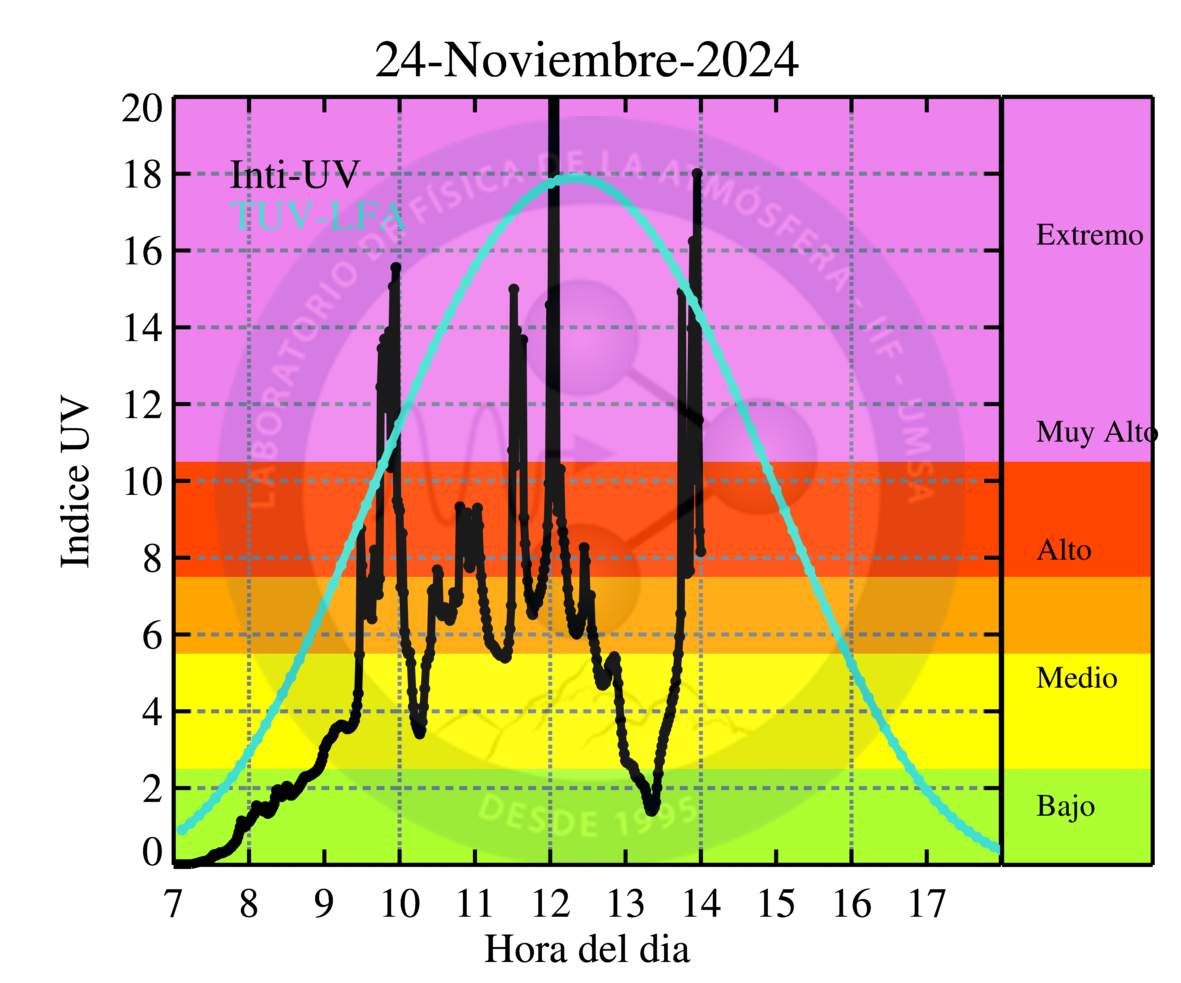 24-Noviembre-2024
Indice UV
20
18
16
14
12
10
8
6
4
2
0
Inti-UV
TUV-LFA
LABORATORIO DE FÍSICA DE LA ATMÓSFERA - IIF - UMSA
DESDE 1995
Extremo
Muy Alto
Alto
Medio
Bajo
7 8 9 10 11 12 13 14 15 16 17
Hora del dia